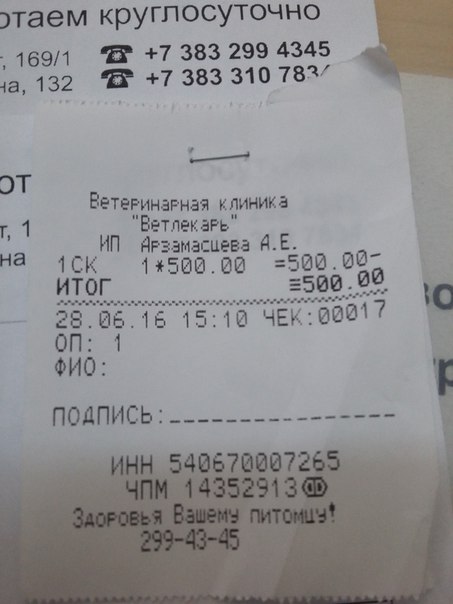 отаем круглосуточно
т, 169/1 ☎ +7 383 299 4345
на, 132 ☎ +7 383 310 783
от
т, 1
на
Ветеринарная клиника
"Ветлекарь"
ИП Арзамасцева А.Е.
1СК 1*500.00 =500.00-
ИТОГ ≡500.00
28.06.16 15:10 ЧЕК:00017
ОП: 1
ФИО:
ПОДПИСЬ:________________
ИНН 540670007265
ЧПМ 14352913
Здоровья Вашему питомцу!
299-43-45